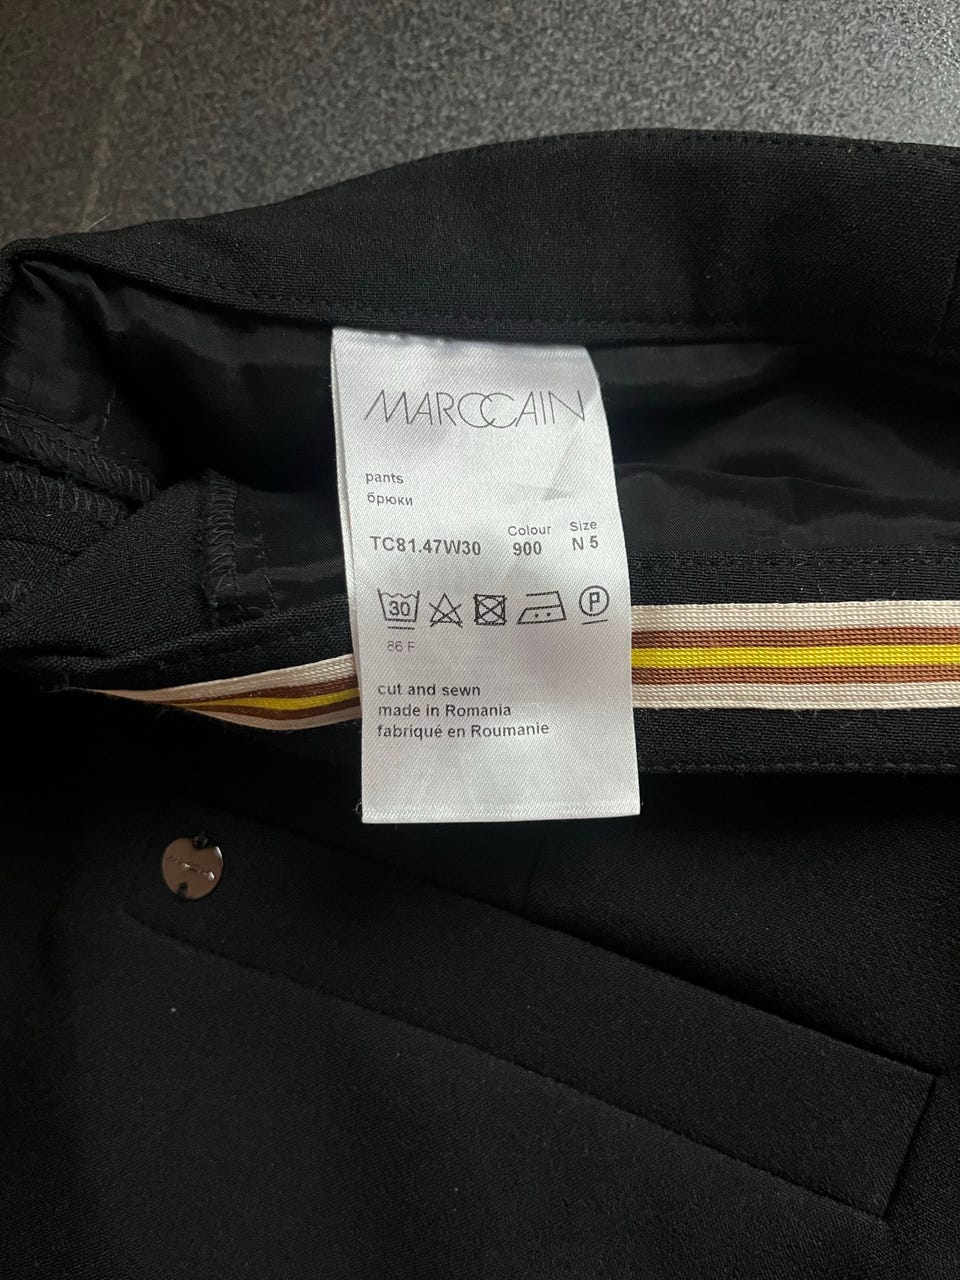 MARCCAIN
pants
брюки
Colour Size
TC81.47W30 900 N 5
30 P
86 F
cut and sewn
made in Romania
fabriqué en Roumanie